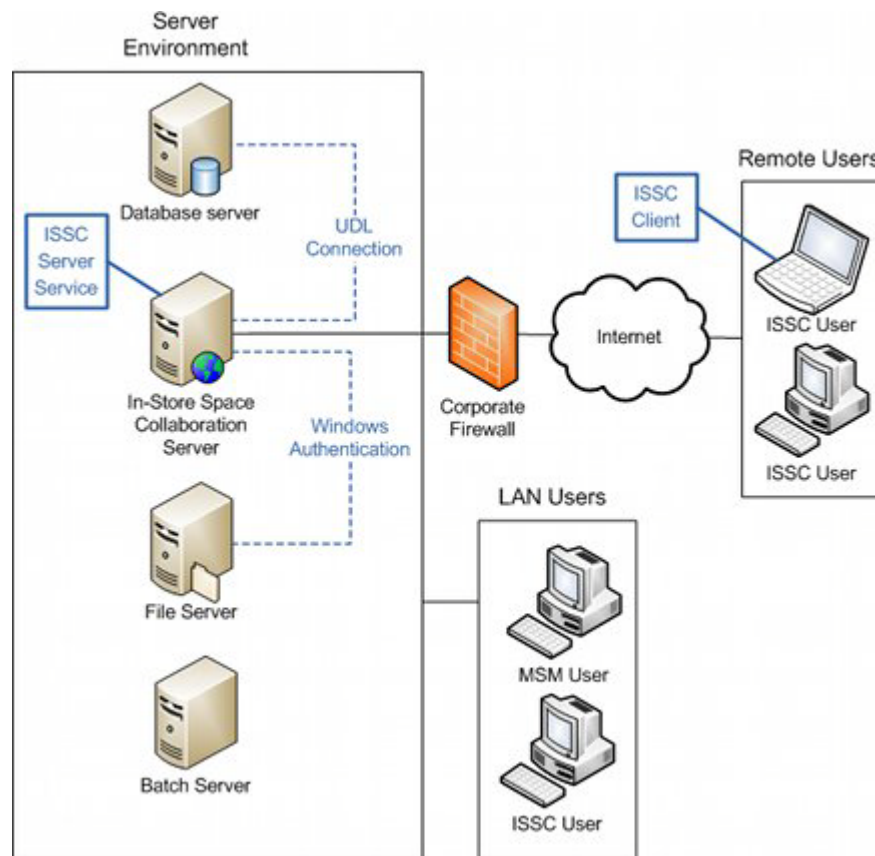 Server
Environment
Database server
UDL
Connection
ISSC
Server
Service
In-Store Space
Collaboration
Server
Windows
Authentication
File Server
Batch Server
Corporate
Firewall
Internet
Remote Users
ISSC
Client
ISSC User
ISSC User
LAN Users
MSM User
ISSC User